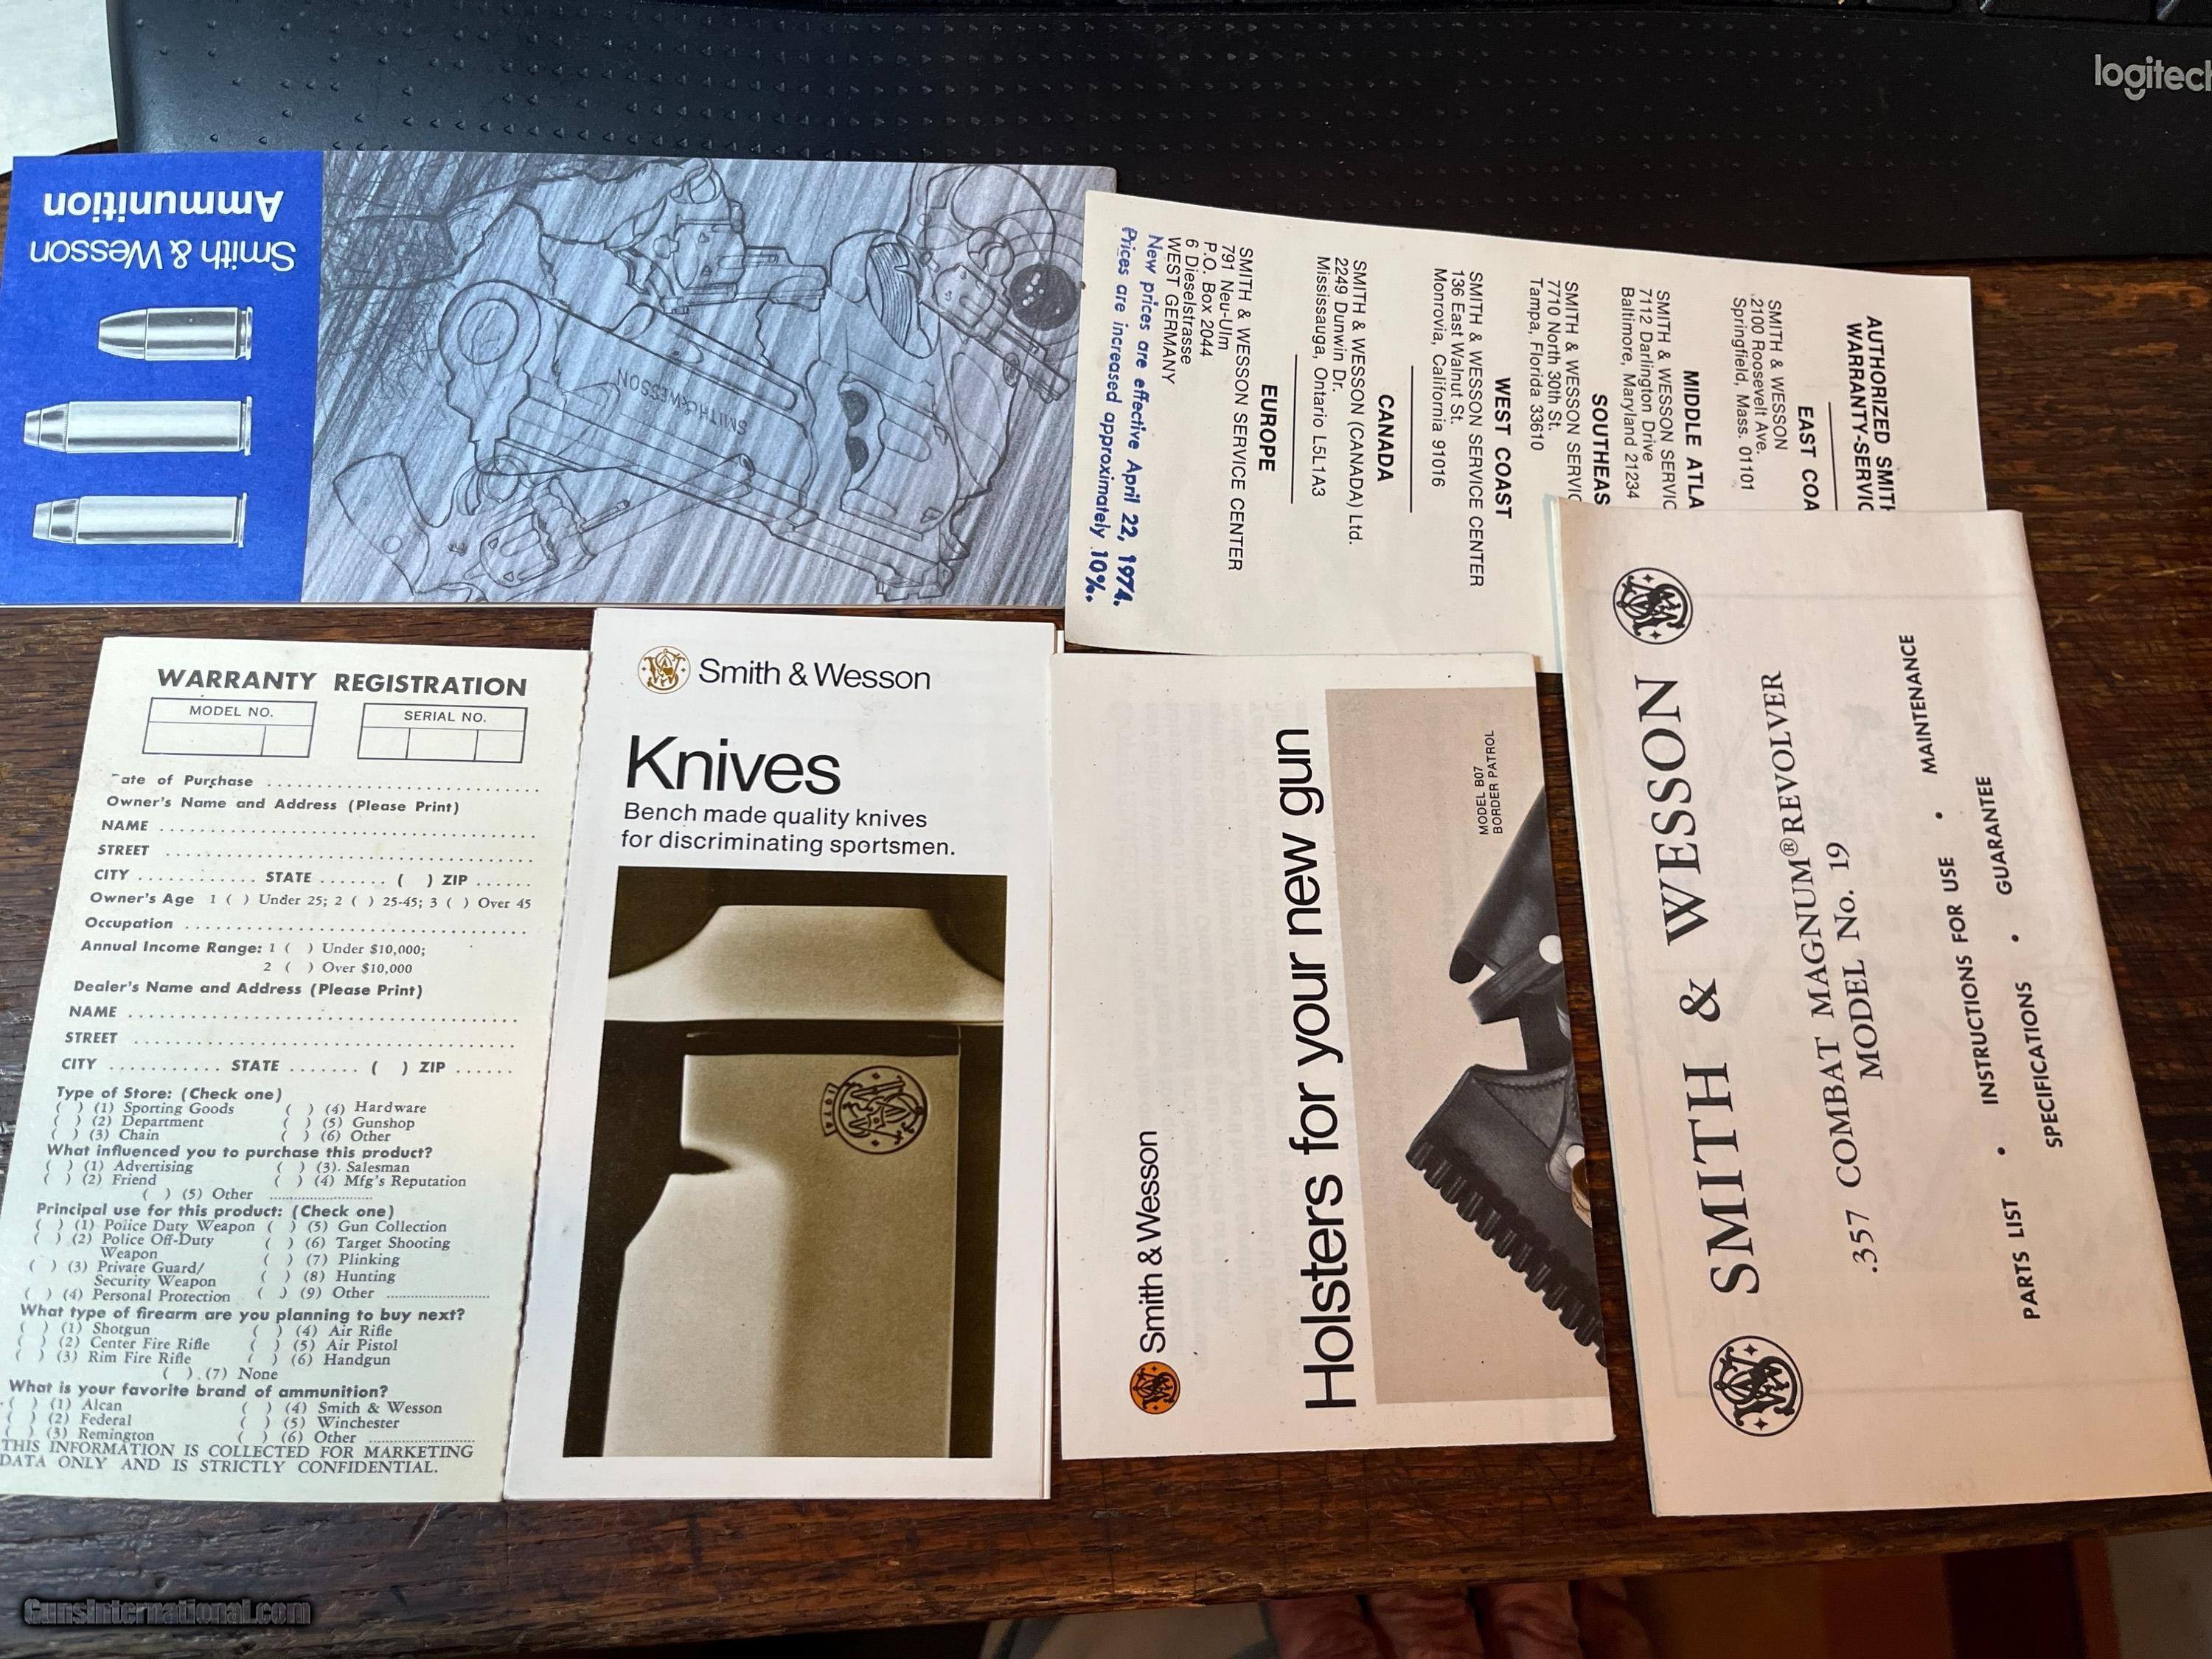 logitech
Smith & Wesson
Ammunition
SMITH & WESSON
AUTHORIZED SMITH
WARRANTY-SERVIC
EAST COA
SMITH & WESSON
2100 Roosevelt Ave.
Springfield, Mass. 01101
MIDDLE ATLA
SMITH & WESSON SERVIC
7112 Darlington Drive
Baltimore, Maryland 21234
SOUTHEAS
SMITH & WESSON SERVIC
7710 North 30th St.
Tampa, Florida 33610
WEST COAST
SMITH & WESSON SERVICE CENTER
136 East Walnut St.
Monrovia, California 91016
CANADA
SMITH & WESSON (CANADA) Ltd.
2249 Dunwin Dr.
Mississauga, Ontario L5L1A3
EUROPE
SMITH & WESSON SERVICE CENTER
791 Neu-Ulm
P.O. Box 2044
6 Dieselstrasse
WEST GERMANY
New prices are effective April 22, 1974.
Prices are increased approximately 10%.
WARRANTY REGISTRATION
MODEL NO.
SERIAL NO.
ate of Purchase
Owner's Name and Address (Please Print)
NAME
STREET
CITY ............ STATE ....... ( ) ZIP ......
Owner's Age 1 ( ) Under 25; 2 ( ) 25-45; 3 ( ) Over 45
Occupation
Annual Income Range: 1 ( ) Under $10,000;
2 ( ) Over $10,000
Dealer's Name and Address (Please Print)
NAME
STREET
CITY ........... STATE ....... ( ) ZIP ......
Type of Store: (Check one)
( ) (1) Sporting Goods ( ) (4) Hardware
( ) (2) Department ( ) (5) Gunshop
( ) (3) Chain ( ) (6) Other
What influenced you to purchase this product?
( ) (1) Advertising ( ) (3). Salesman
( ) (2) Friend ( ) (4) Mfg's Reputation
( ) (5) Other
Principal use for this product: (Check one)
( ) (1) Police Duty Weapon ( ) (5) Gun Collection
( ) (2) Police Off-Duty ( ) (6) Target Shooting
Weapon ( ) (7) Plinking
( ) (3) Private Guard/ ( ) (8) Hunting
Security Weapon
( ) (4) Personal Protection ( ) (9) Other
What type of firearm are you planning to buy next?
( ) (1) Shotgun ( ) (4) Air Rifle
( ) (2) Center Fire Rifle ( ) (5) Air Pistol
( ) (3) Rim Fire Rifle ( ) (6) Handgun
( ) (7) None
What is your favorite brand of ammunition?
( ) (1) Alcan ( ) (4) Smith & Wesson
( ) (2) Federal ( ) (5) Winchester
( ) (3) Remington ( ) (6) Other
THIS INFORMATION IS COLLECTED FOR MARKETING
DATA ONLY AND IS STRICTLY CONFIDENTIAL.
Smith & Wesson
Knives
Bench made quality knives
for discriminating sportsmen.
Smith & Wesson
Holsters for your new gun
MODEL B07
BORDER PATROL
SMITH & WESSON
.357 COMBAT MAGNUM® REVOLVER
MODEL No. 19
PARTS LIST • INSTRUCTIONS FOR USE • MAINTENANCE
SPECIFICATIONS • GUARANTEE
GunsInternational.com